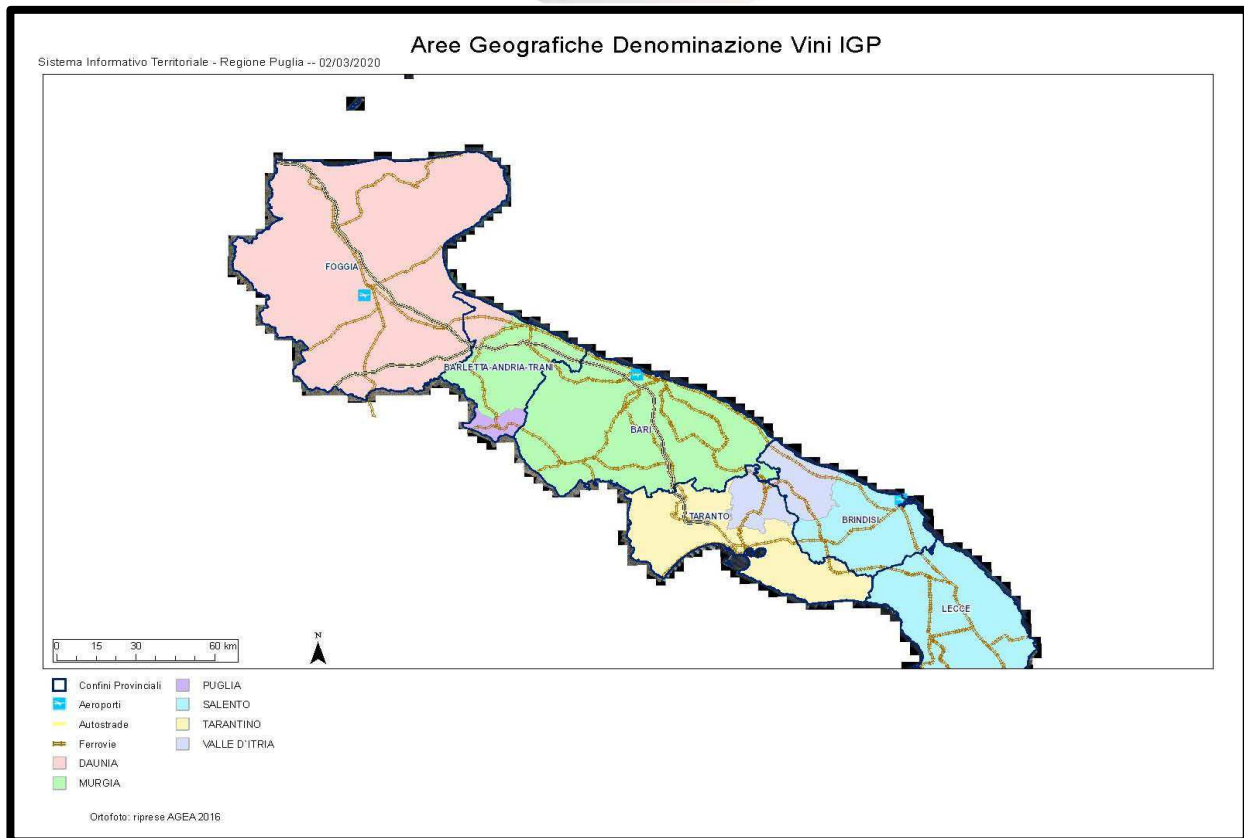 Aree Geografiche Denominazione Vini IGP
Sistema Informativo Territoriale - Regione Puglia -- 02/03/2020
FOGGIA
BARLETTA-ANDRIA-TRANI
BARI
TARANTO
BRINDISI
LECCE
0 15 30 60 km
N
Confini Provinciali
Aeroporti
Autostrade
Ferrovie
DAUNIA
MURGIA
PUGLIA
SALENTO
TARANTINO
VALLE D'ITRIA
Ortofoto: riprese AGEA 2016